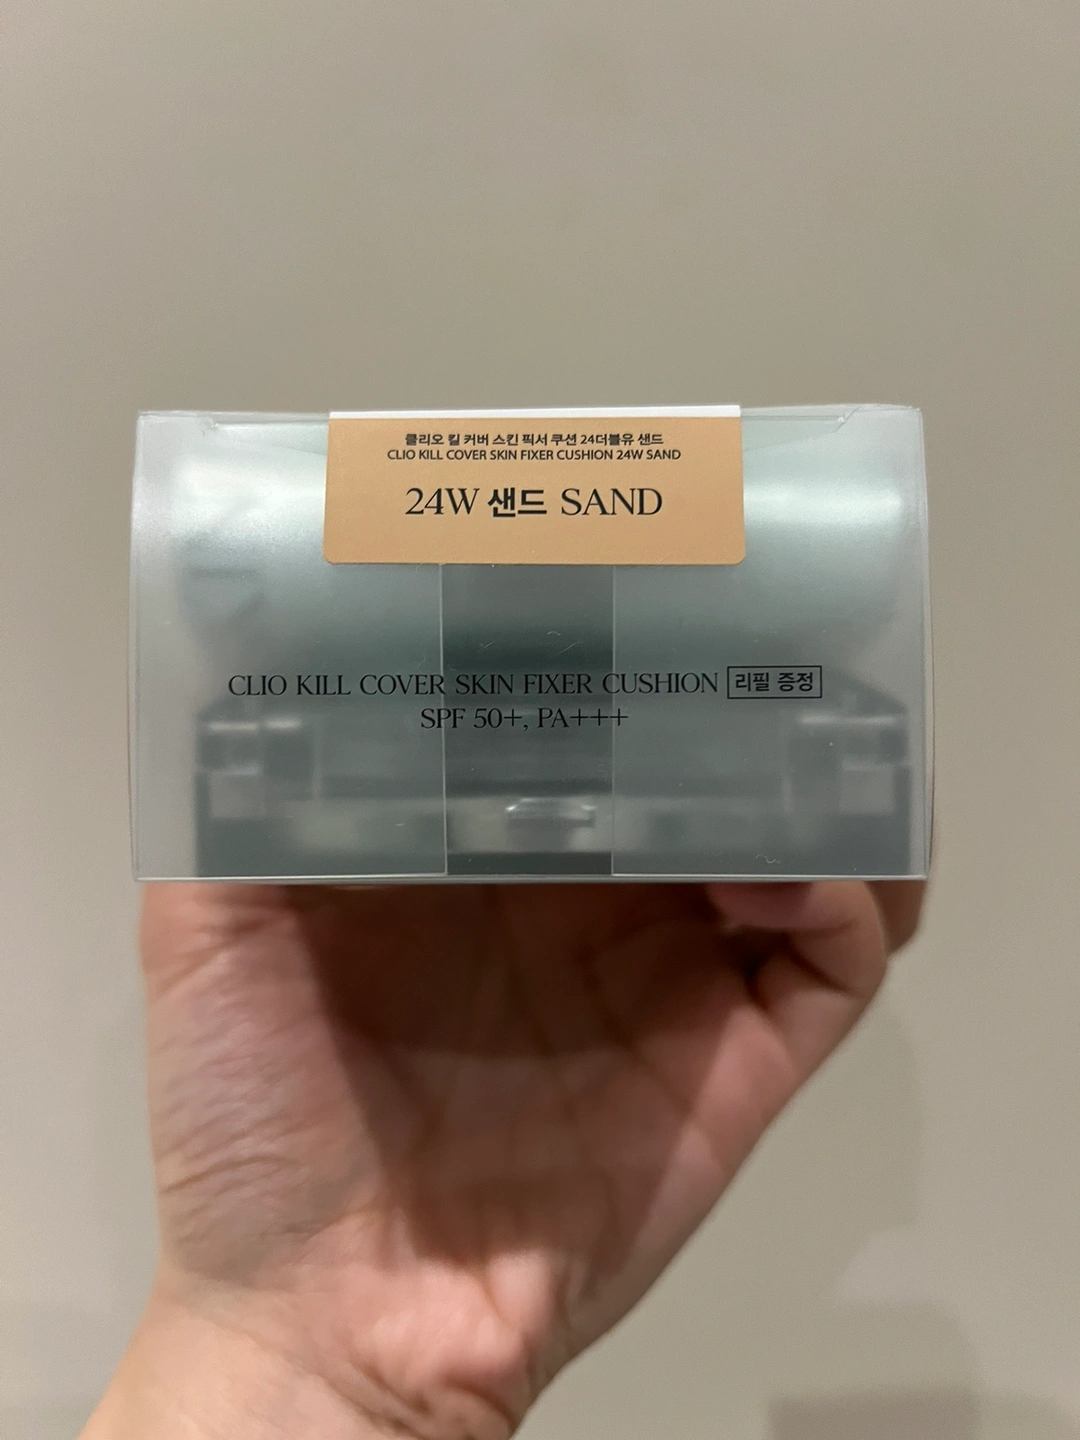 클리오 킬 커버 스킨 픽서 쿠션 24더블유 샌드
CLIO KILL COVER SKIN FIXER CUSHION 24W SAND
24W 샌드 SAND
CLIO KILL COVER SKIN FIXER CUSHION 리필 증정
SPF 50+, PA+++